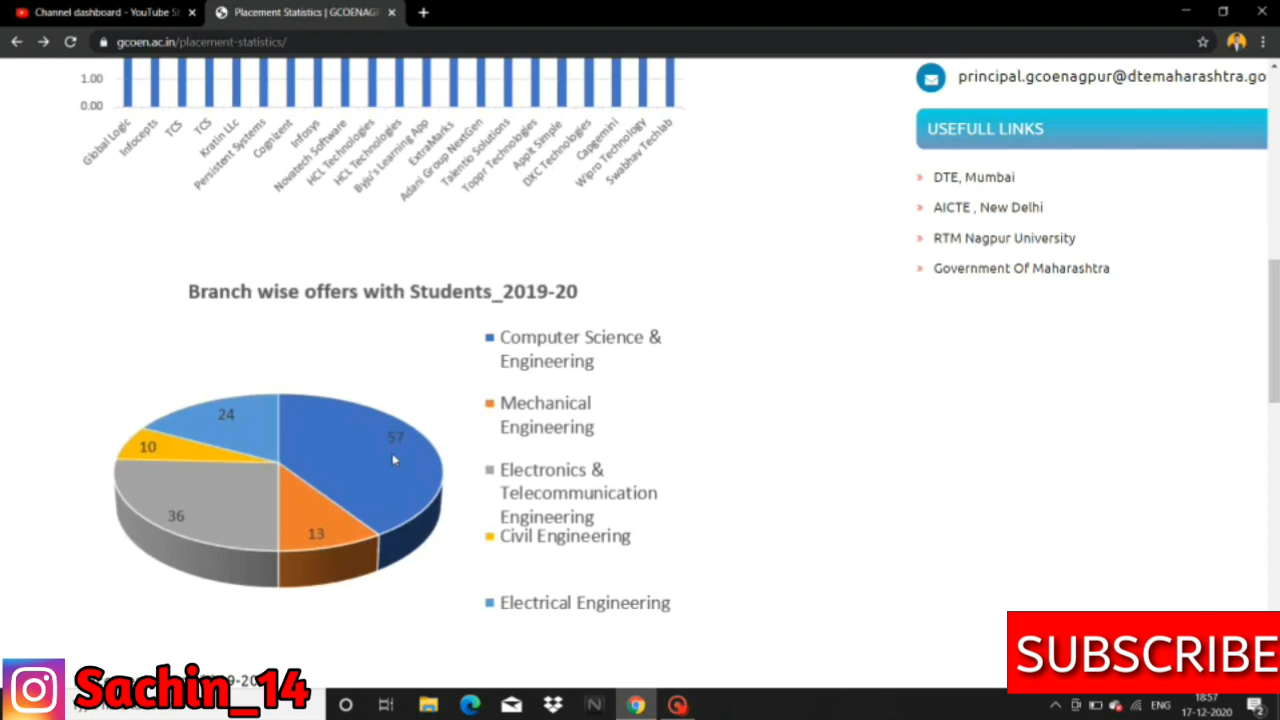 Channel dashboard - YouTube St
Placement Statistics | GCOENAGP
gcoen.ac.in/placement-statistics/
1.00
0.00
Global Logic
Infocepts
TCS
TCS
Kratin LLc
Persistent Systems
Cognizent
Infosys
Novatech Software
HCL Technologies
HCL Technologies
Byju's Learning App
ExtraMarks
Adani Group NextGen
Talentio Solutions
Toppr Technologies
Appit Simple
DXC Technologies
Capgemini
Wipro Technology
Swabhav Techlab
principal.gcoenagpur@dtemaharashtra.go
USEFULL LINKS
» DTE, Mumbai
» AICTE , New Delhi
» RTM Nagpur University
» Government Of Maharashtra
Branch wise offers with Students_2019-20
Computer Science &
Engineering
Mechanical
Engineering
Electronics &
Telecommunication
Engineering
Civil Engineering
Electrical Engineering
57
13
36
10
24
SUBSCRIBE
Sachin_14
ENG
18:57
17-12-2020
2